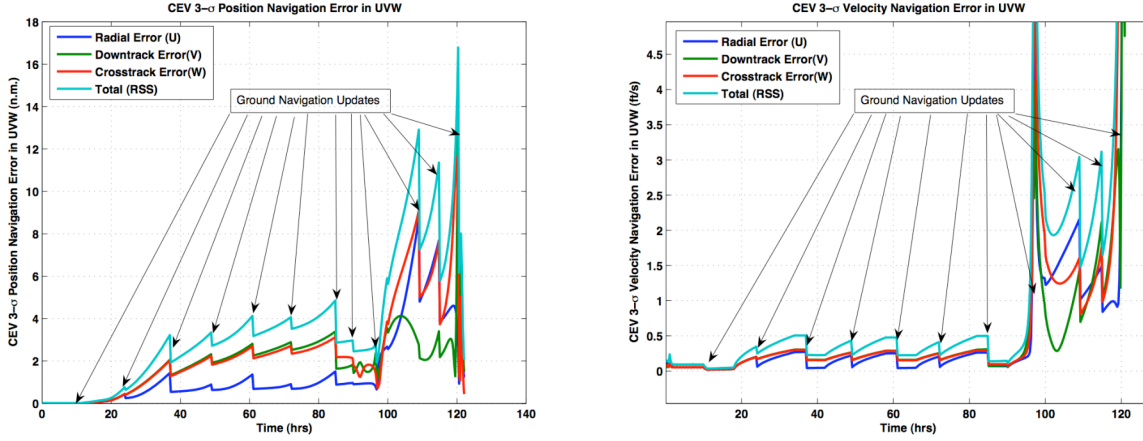 CEV 3−σ Position Navigation Error in UVW
CEV 3−σ Position Navigation Error in UVW (n.m.)
18
16
14
12
10
8
6
4
2
0
Radial Error (U)
Downtrack Error(V)
Crosstrack Error(W)
Total (RSS)
Ground Navigation Updates
0
20
40
60
80
100
120
140
Time (hrs)
CEV 3−σ Velocity Navigation Error in UVW
CEV 3−σ Velocity Navigation Error in UVW (ft/s)
4.5
4
3.5
3
2.5
2
1.5
1
0.5
0
Radial Error (U)
Downtrack Error(V)
Crosstrack Error(W)
Total (RSS)
Ground Navigation Updates
20
40
60
80
100
120
Time (hrs)